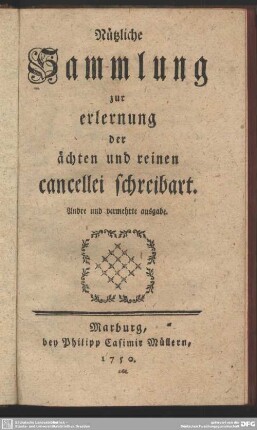 Nützliche
Sammlung
zur
erlernung
der
ächten und reinen
cancellei schreibart.
Andre und vermehrte ausgabe.
Marburg,
bey Philipp Casimir Müllern,
1750.
DFG